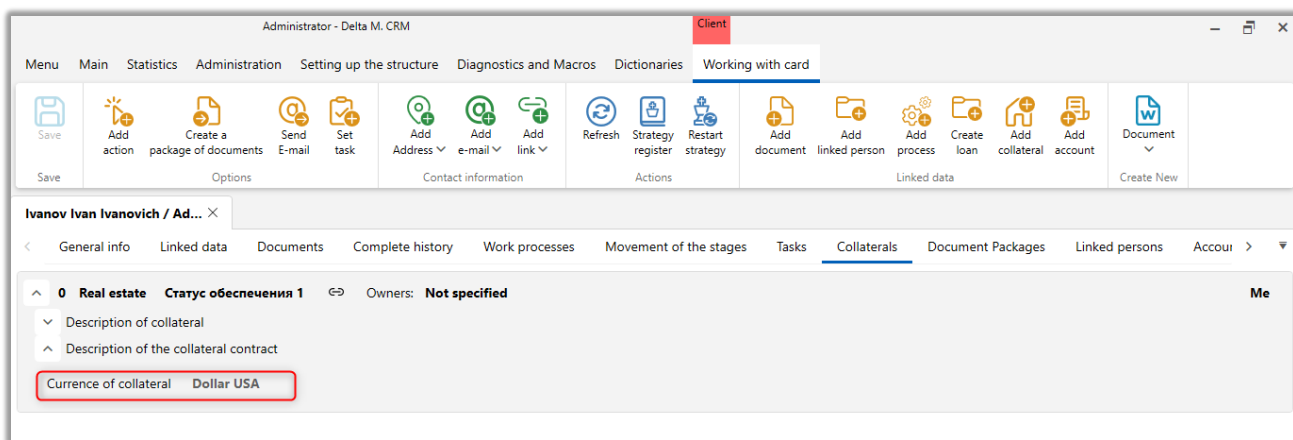 Administrator - Delta M. CRM
Client
Menu Main Statistics Administration Setting up the structure Diagnostics and Macros Dictionaries Working with card
Save
Add action
Create a package of documents
Send E-mail
Set task
Add Address
Add e-mail
Add link
Refresh
Strategy register
Restart strategy
Add document
Add linked person
Add process
Create loan
Add collateral
Add account
Document
Save Options Contact information Actions Linked data Create New
Ivanov Ivan Ivanovich / Ad...
General info Linked data Documents Complete history Work processes Movement of the stages Tasks Collaterals Document Packages Linked persons Accour
0 Real estate Статус обеспечения 1 Owners: Not specified Me
Description of collateral
Description of the collateral contract
Currence of collateral Dollar USA